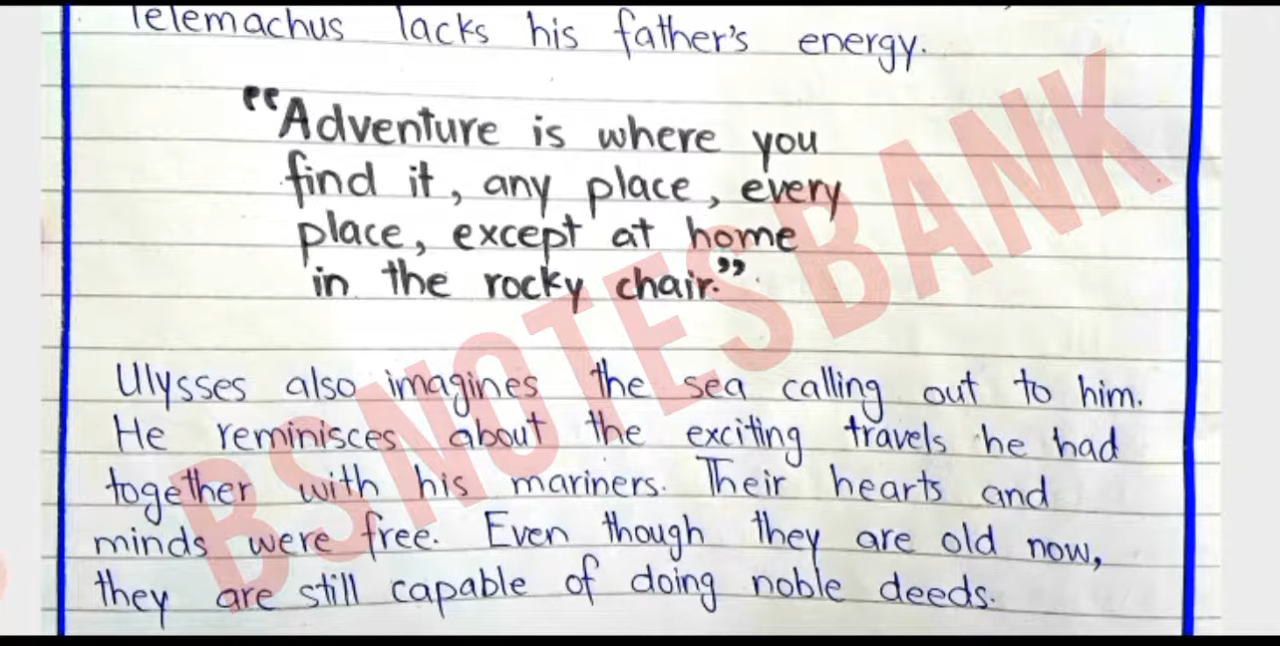 Telemachus lacks his father's energy.
"Adventure is where you
find it, any place, every
place, except at home
in the rocky chair."
Ulysses also imagines the sea calling out to him.
He reminisces about the exciting travels he had
together with his mariners. Their hearts and
minds were free. Even though they are old now,
they are still capable of doing noble deeds.
BSNOTESBANK